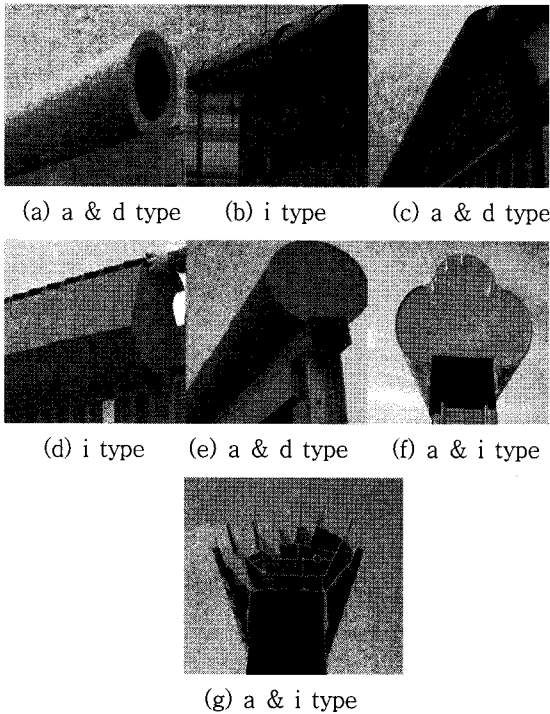 (a) a & d type (b) i type (c) a & d type
(d) i type (e) a & d type (f) a & i type
(g) a & i type